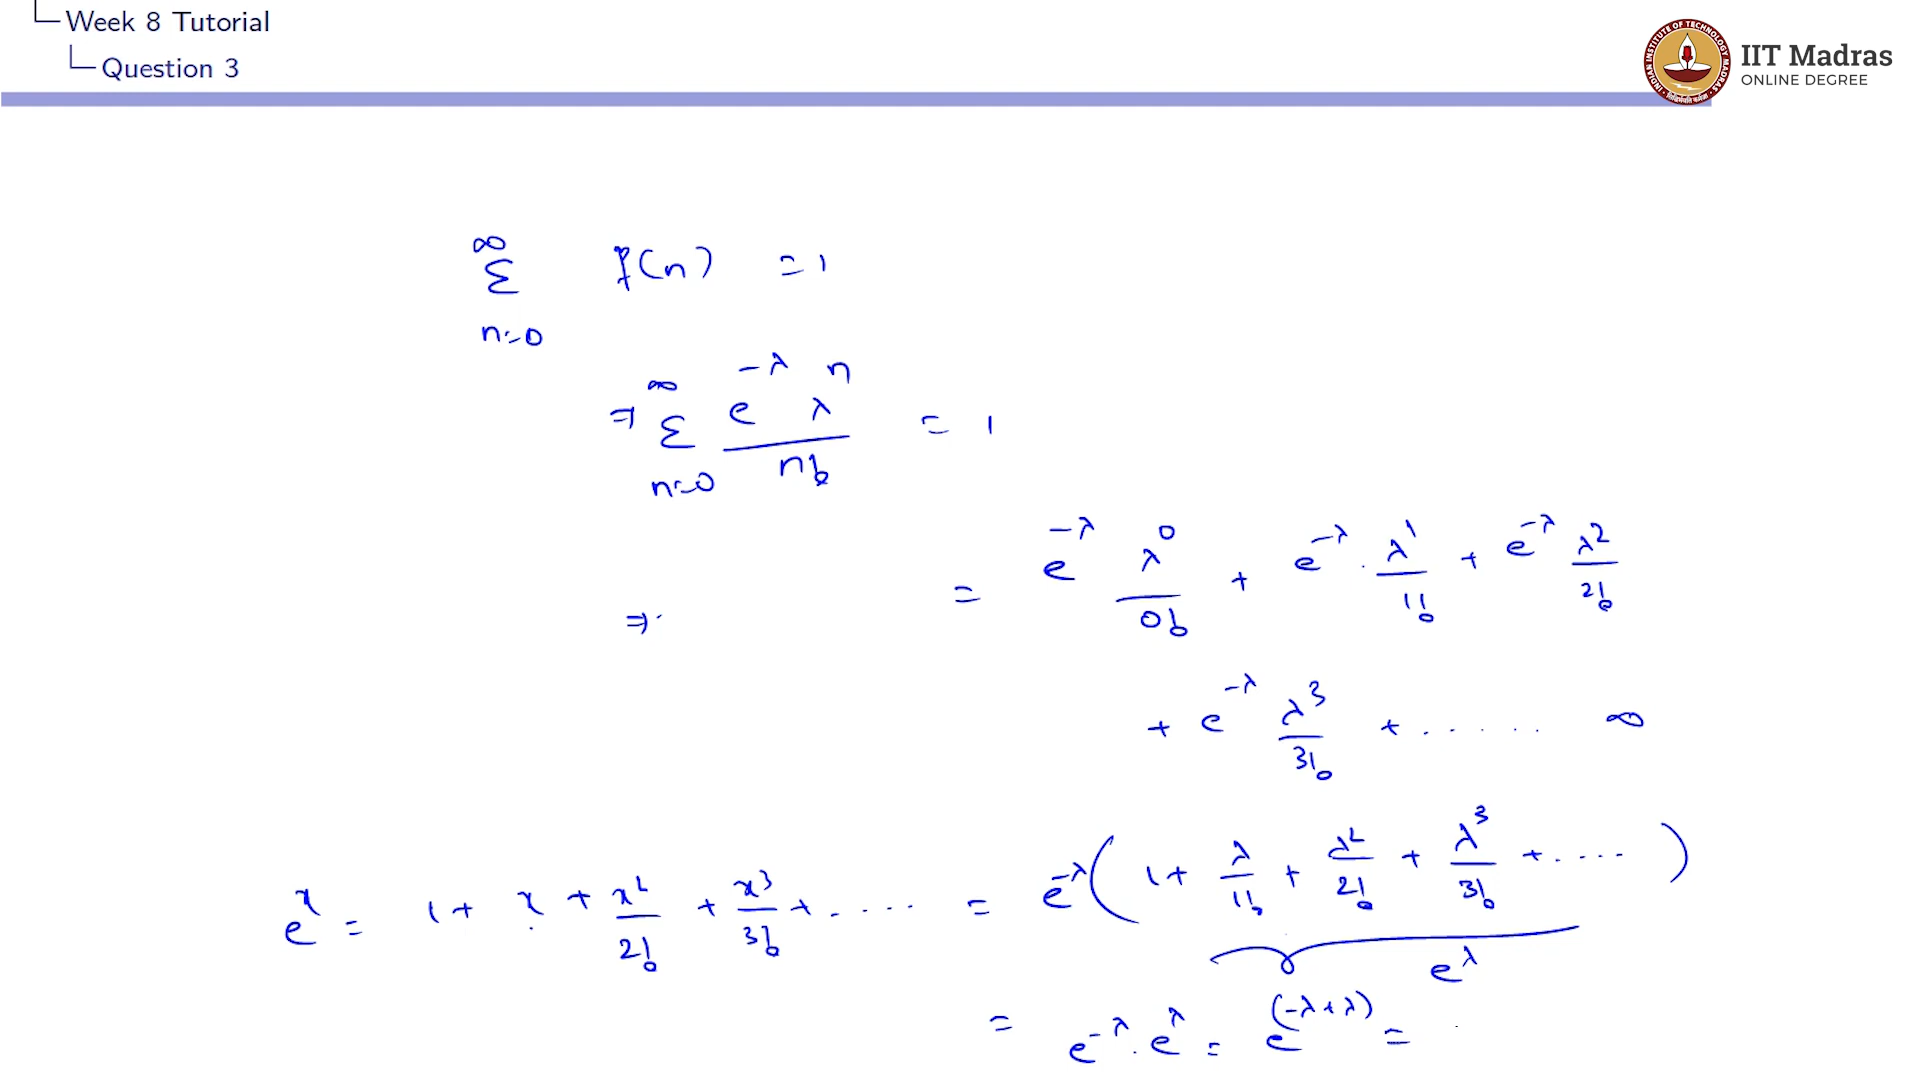 Week 8 Tutorial
Question 3
IIT Madras
ONLINE DEGREE
∞ Σ n=0 f(n) = 1
⇒ ∞ Σ n=0 e^{-λ} λ^n / n! = 1
⇒ = e^{-λ} λ^0/0! + e^{-λ} · λ^1/1! + e^{-λ} λ^2/2!
+ e^{-λ} λ^3/3! + ...... ∞
e^x = 1 + x + x^2/2! + x^3/3! + ..... = e^{-λ} ( 1 + λ/1! + λ^2/2! + λ^3/3! + ..... )
e^λ
= e^{-λ} . e^λ = e^{(-λ+λ)} =